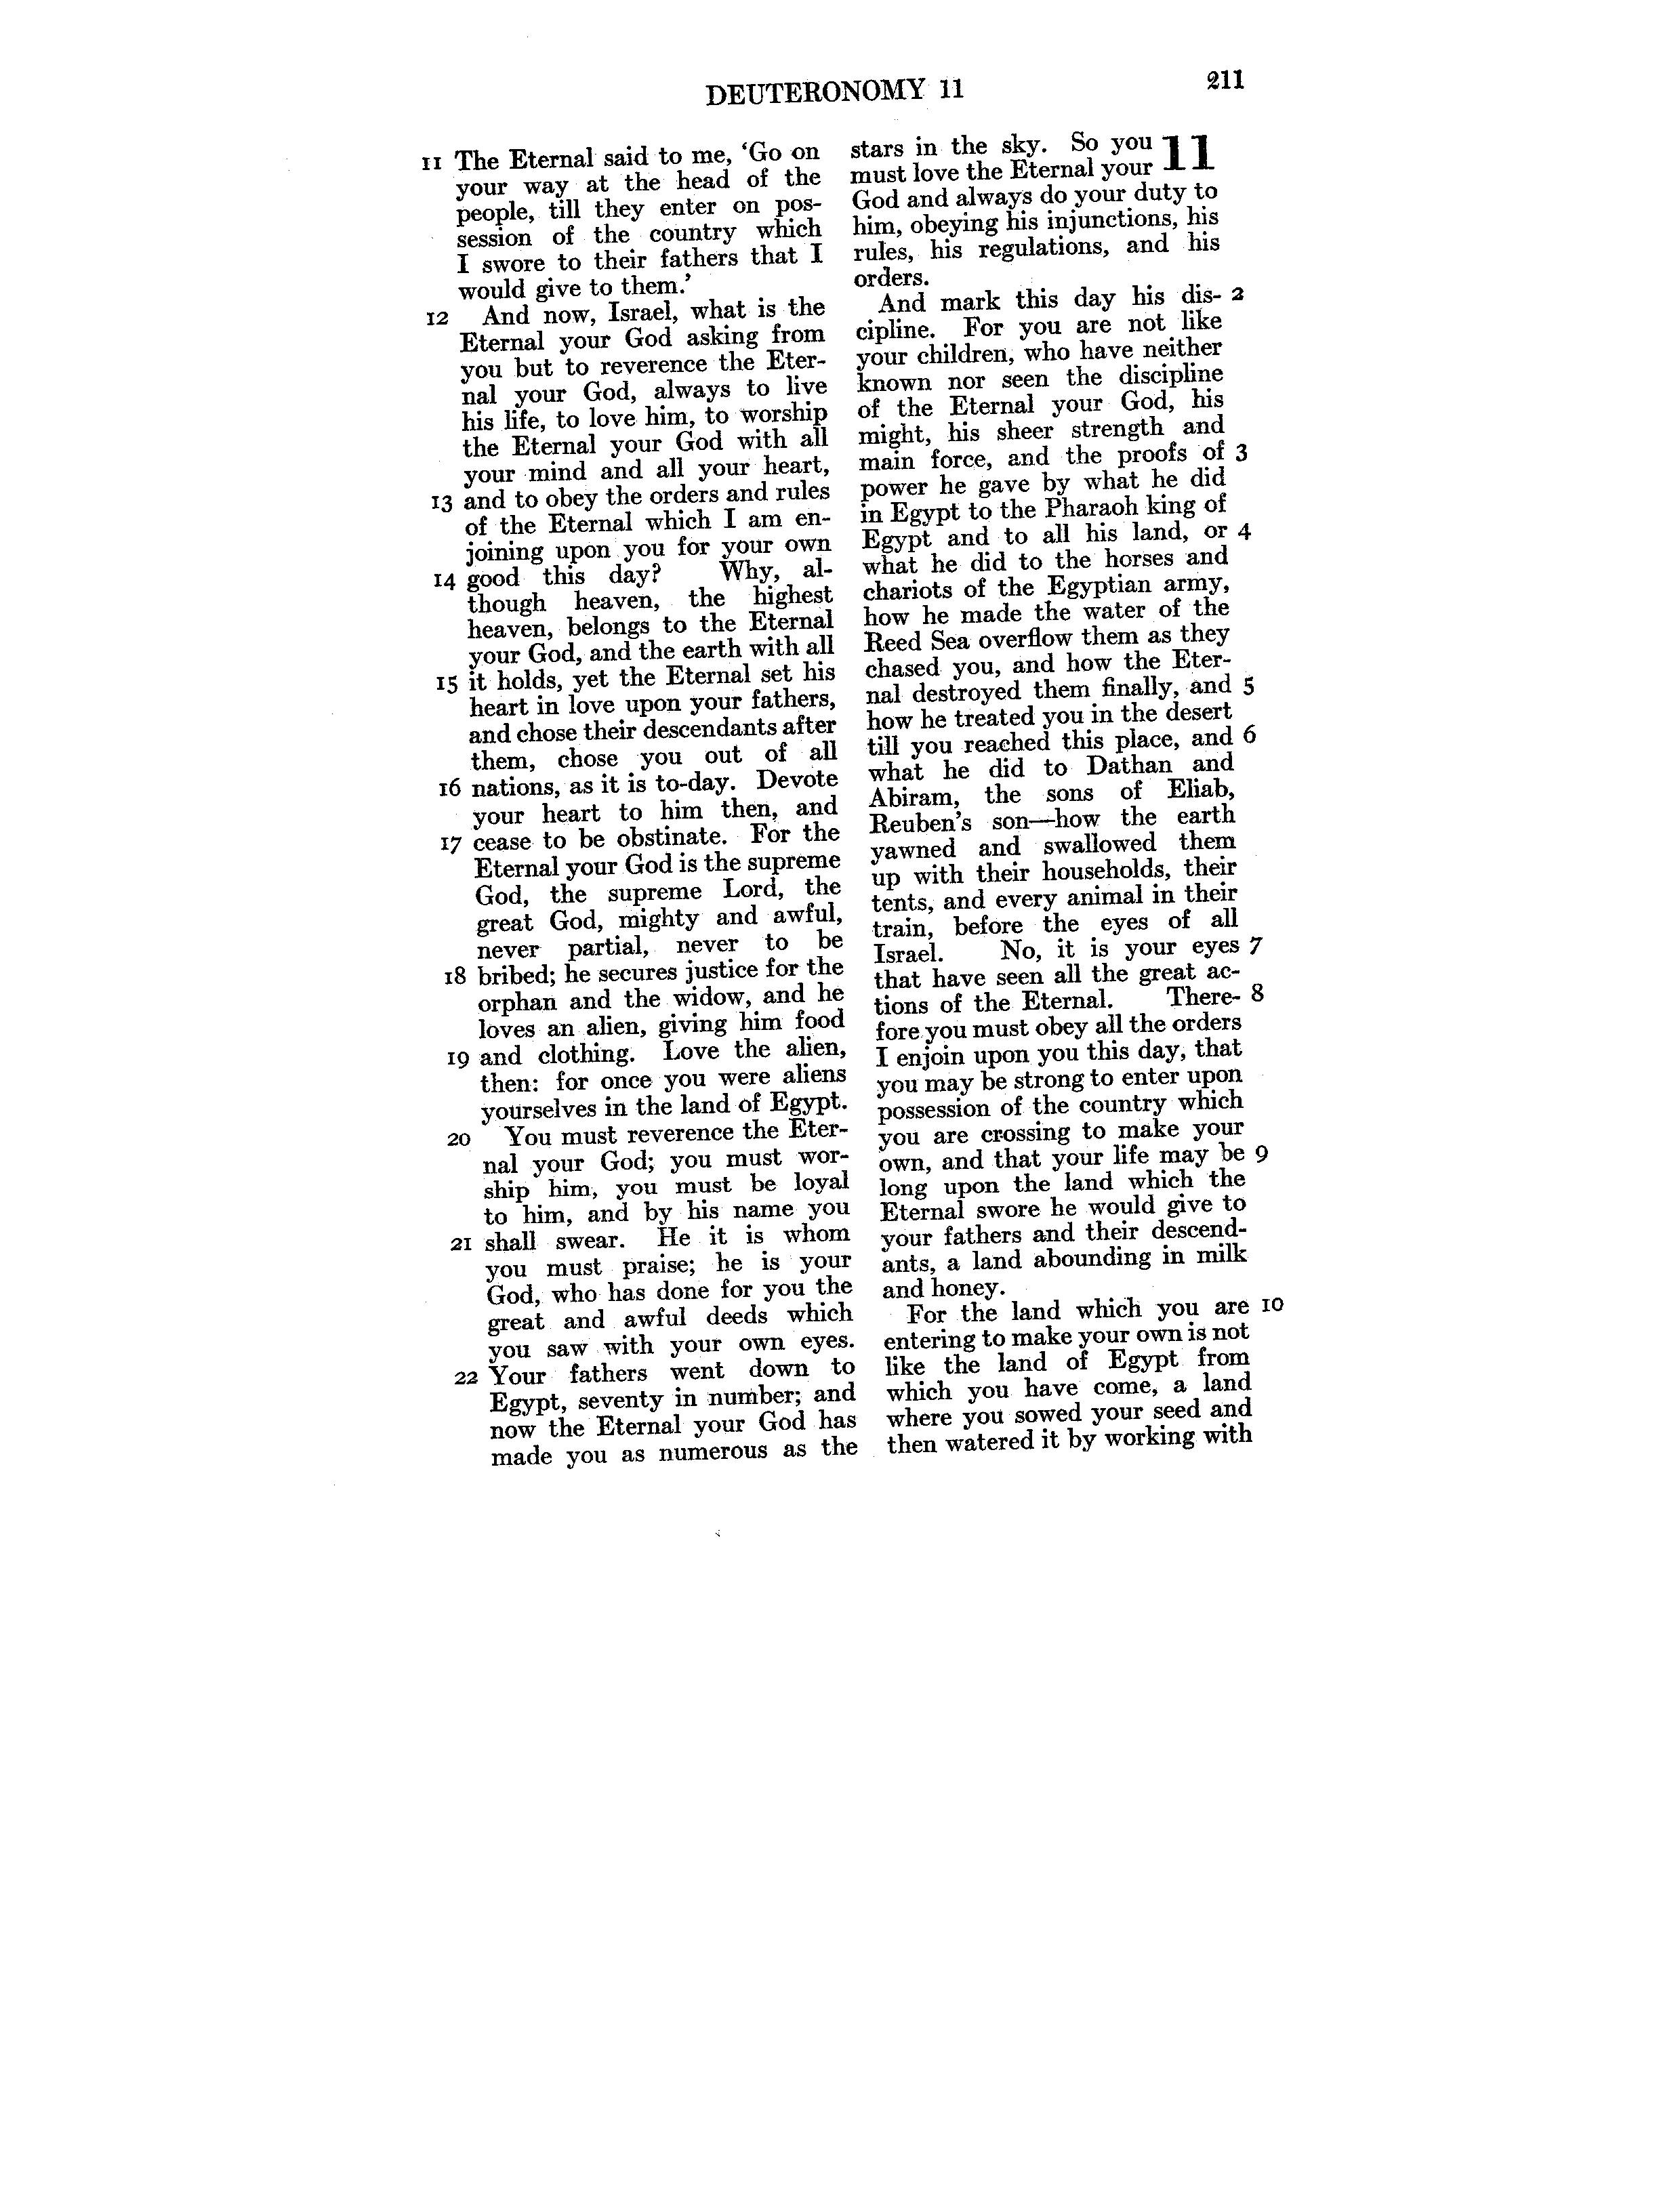 DEUTERONOMY 11
211
11 The Eternal said to me, ‘Go on
your way at the head of the
people, till they enter on pos-
session of the country which
I swore to their fathers that I
would give to them.’
12 And now, Israel, what is the
Eternal your God asking from
you but to reverence the Eter-
nal your God, always to live
his life, to love him, to worship
the Eternal your God with all
your mind and all your heart,
13 and to obey the orders and rules
of the Eternal which I am en-
joining upon you for your own
14 good this day? Why, al-
though heaven, the highest
heaven, belongs to the Eternal
your God, and the earth with all
15 it holds, yet the Eternal set his
heart in love upon your fathers,
and chose their descendants after
them, chose you out of all
16 nations, as it is to-day. Devote
your heart to him then, and
17 cease to be obstinate. For the
Eternal your God is the supreme
God, the supreme Lord, the
great God, mighty and awful,
never partial, never to be
18 bribed; he secures justice for the
orphan and the widow, and he
loves an alien, giving him food
19 and clothing. Love the alien,
then: for once you were aliens
yourselves in the land of Egypt.
20 You must reverence the Eter-
nal your God; you must wor-
ship him, you must be loyal
to him, and by his name you
21 shall swear. He it is whom
you must praise; he is your
God, who has done for you the
great and awful deeds which
you saw with your own eyes.
22 Your fathers went down to
Egypt, seventy in number; and
now the Eternal your God has
made you as numerous as the
stars in the sky. So you 11
must love the Eternal your
God and always do your duty to
him, obeying his injunctions, his
rules, his regulations, and his
orders.
And mark this day his dis- 2
cipline. For you are not like
your children, who have neither
known nor seen the discipline
of the Eternal your God, his
might, his sheer strength and
main force, and the proofs of 3
power he gave by what he did
in Egypt to the Pharaoh king of
Egypt and to all his land, or 4
what he did to the horses and
chariots of the Egyptian army,
how he made the water of the
Reed Sea overflow them as they
chased you, and how the Eter-
nal destroyed them finally, and 5
how he treated you in the desert
till you reached this place, and 6
what he did to Dathan and
Abiram, the sons of Eliab,
Reuben’s son—how the earth
yawned and swallowed them
up with their households, their
tents, and every animal in their
train, before the eyes of all
Israel. No, it is your eyes 7
that have seen all the great ac-
tions of the Eternal. There- 8
fore you must obey all the orders
I enjoin upon you this day, that
you may be strong to enter upon
possession of the country which
you are crossing to make your
own, and that your life may be 9
long upon the land which the
Eternal swore he would give to
your fathers and their descend-
ants, a land abounding in milk
and honey.
For the land which you are 10
entering to make your own is not
like the land of Egypt from
which you have come, a land
where you sowed your seed and
then watered it by working with